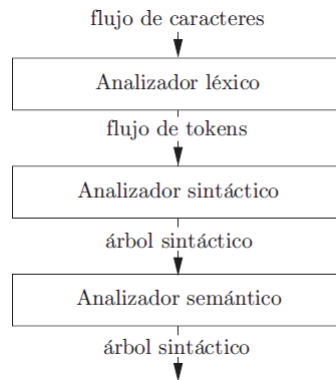 flujo de caracteres
Analizador léxico
flujo de tokens
Analizador sintáctico
árbol sintáctico
Analizador semántico
árbol sintáctico